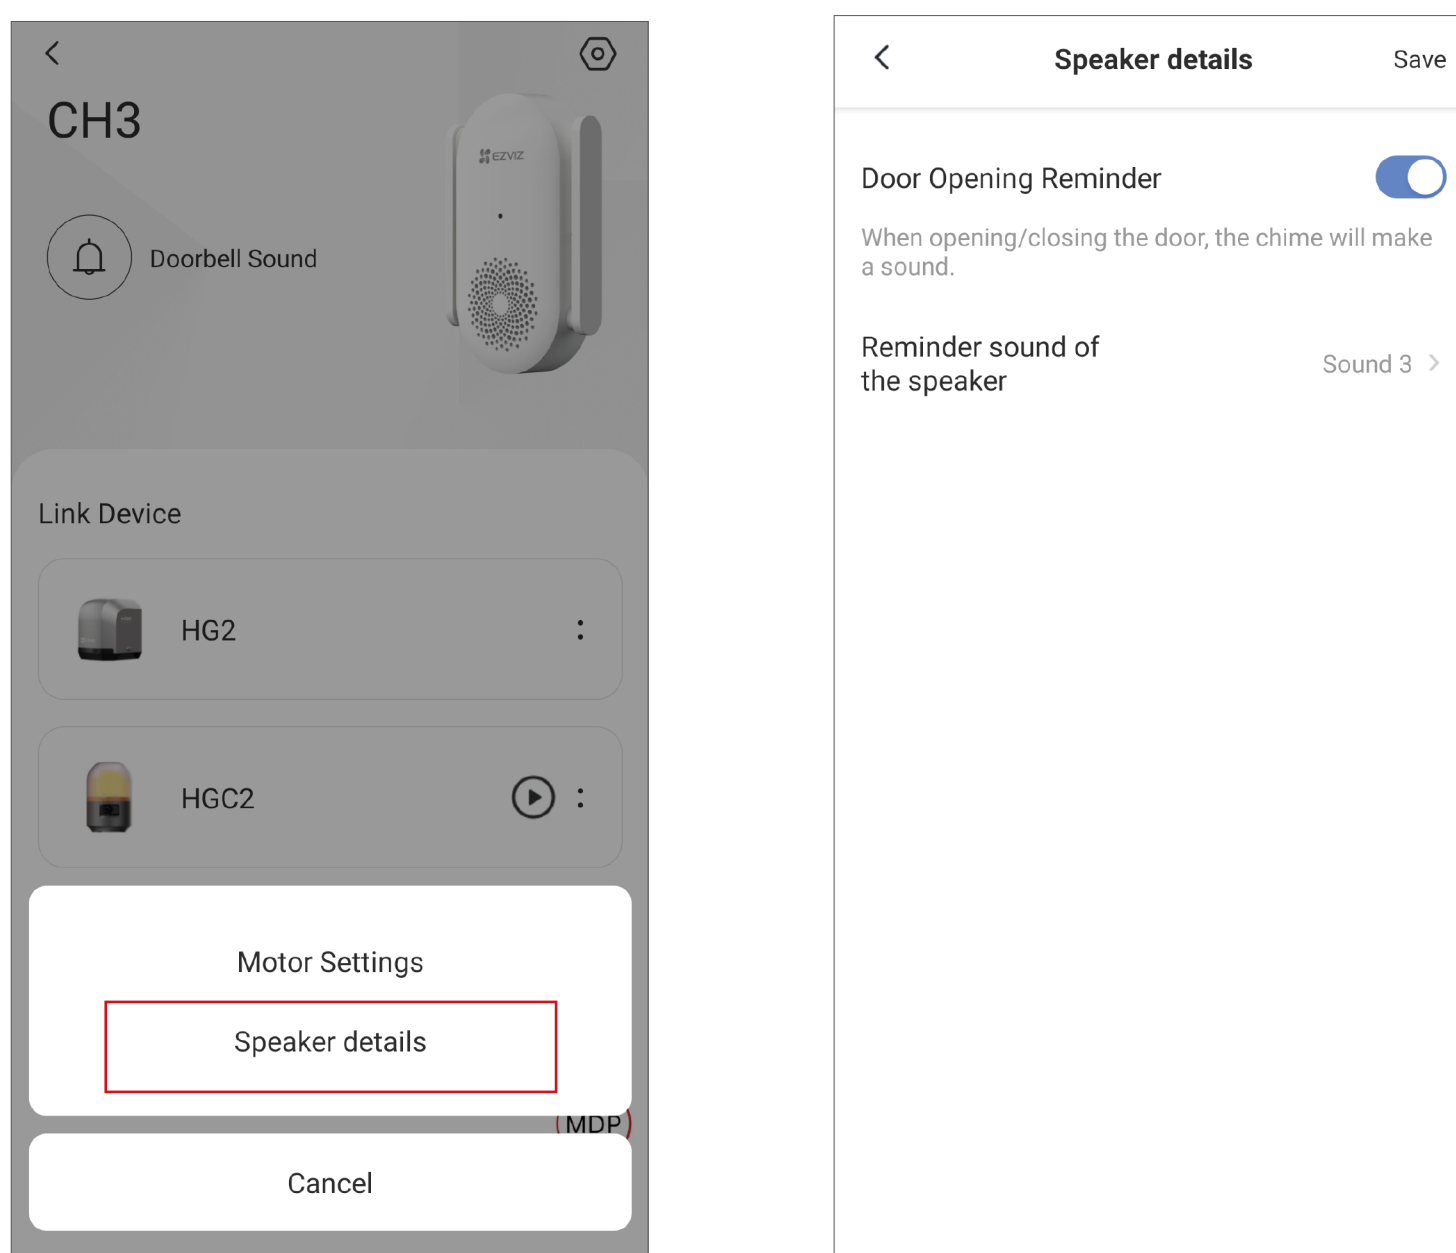 CH3
EZVIZ
Doorbell Sound
Link Device
HG2
HGC2
Motor Settings
Speaker details
MDP
Cancel
Speaker details
Save
Door Opening Reminder
When opening/closing the door, the chime will make
a sound.
Reminder sound of
the speaker
Sound 3